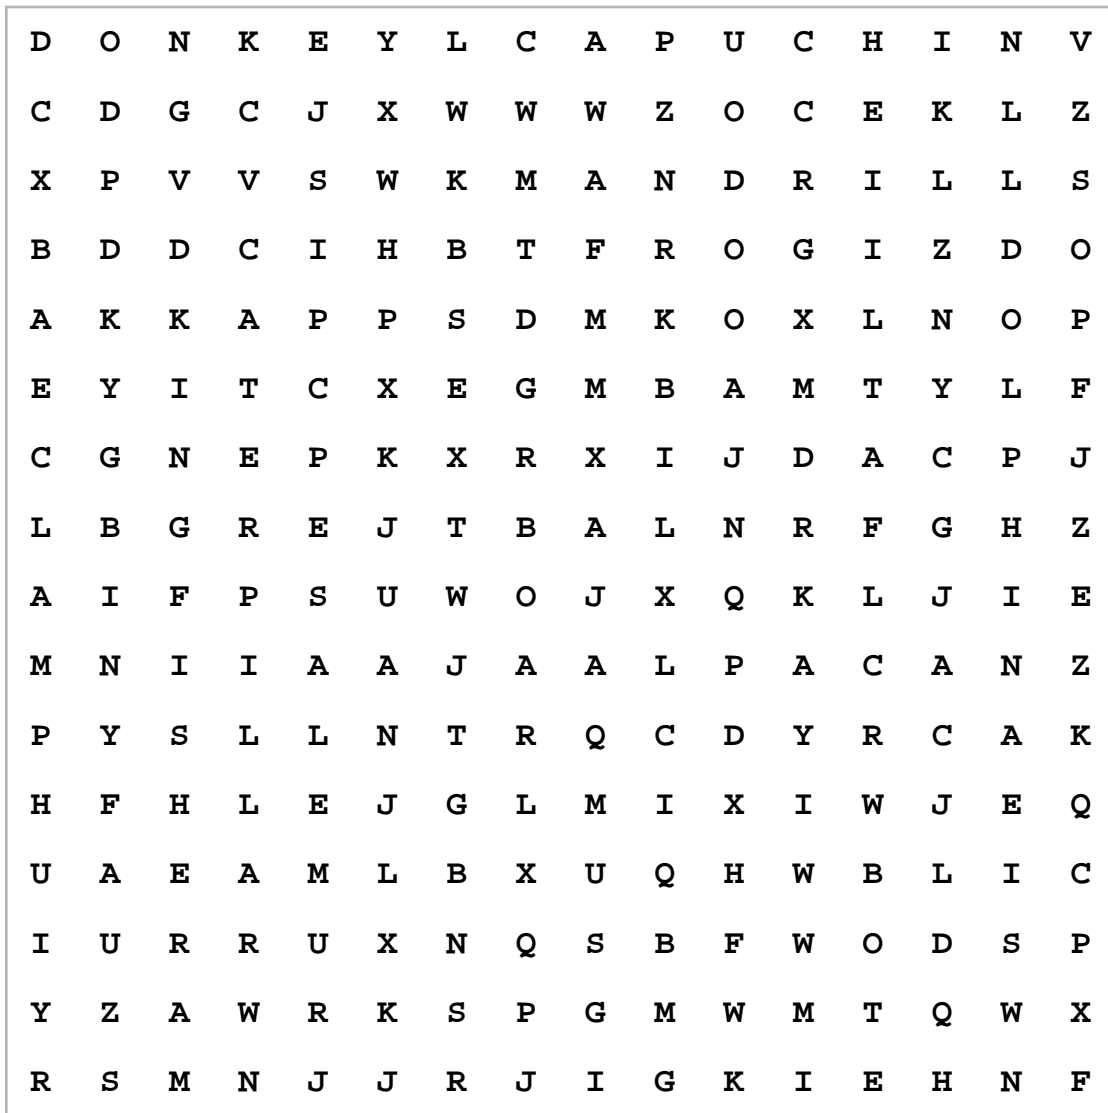 D O N K E Y L C A P U C H I N V
C D G C J X W W W Z O C E K L Z
X P V V S W K M A N D R I L L S
B D D C I H B T F R O G I Z D O
A K K A P P S D M K O X L N O P
E Y I T C X E G M B A M T Y L F
C G N E P K X R X I J D A C P J
L B G R E J T B A L N R F G H Z
A I F P S U W O J X Q K L J I E
M N I I A A J A A L P A C A N Z
P Y S L L N T R Q C D Y R C A K
H F H L E J G L M I X I W J E Q
U A E A M L B X U Q H W B L I C
I U R R U X N Q S B F W O D S P
Y Z A W R K S P G M W M T Q W X
R S M N J J R J I G K I E H N F